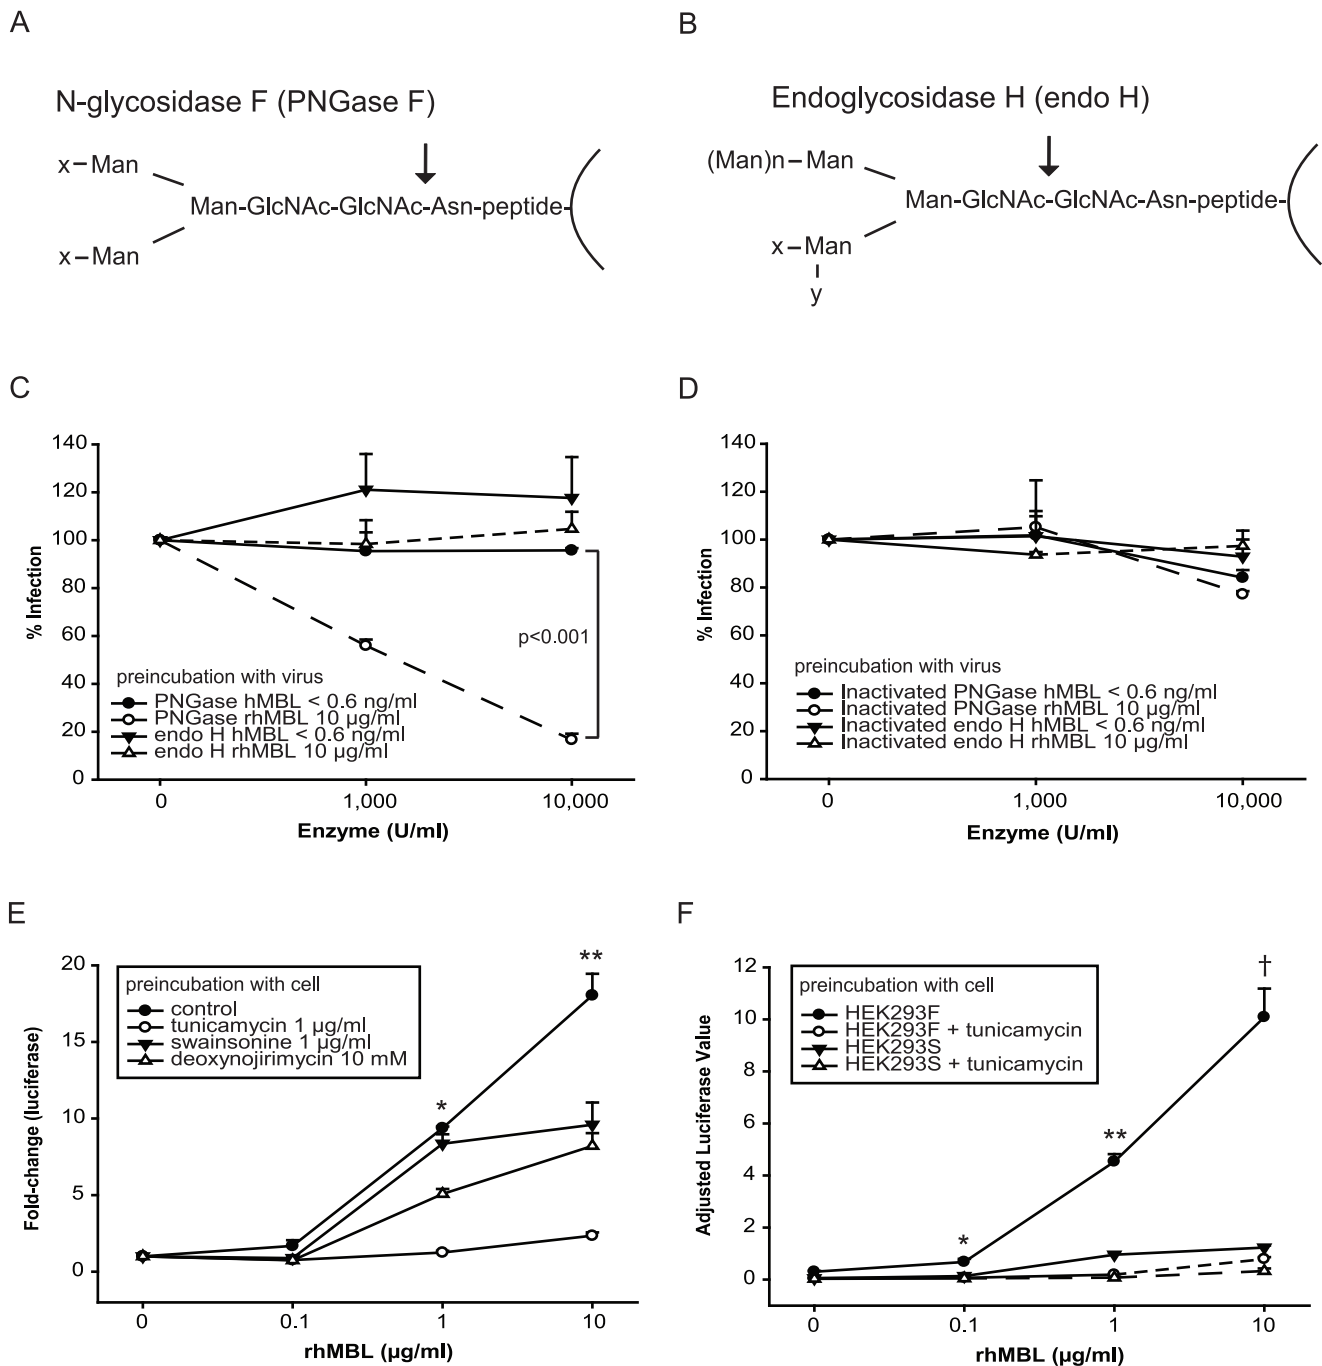 A
N-glycosidase F (PNGase F)
x–Man
Man-GlcNAc-GlcNAc-Asn-peptide-
x–Man
B
Endoglycosidase H (endo H)
(Man)n–Man
Man-GlcNAc-GlcNAc-Asn-peptide-
x–Man
y
C
% Infection
140
120
100
80
60
40
20
0
p<0.001
preincubation with virus
PNGase hMBL < 0.6 ng/ml
PNGase rhMBL 10 µg/ml
endo H hMBL < 0.6 ng/ml
endo H rhMBL 10 µg/ml
0 1,000 10,000
Enzyme (U/ml)
D
% Infection
140
120
100
80
60
40
20
0
preincubation with virus
Inactivated PNGase hMBL < 0.6 ng/ml
Inactivated PNGase rhMBL 10 µg/ml
Inactivated endo H hMBL < 0.6 ng/ml
Inactivated endo H rhMBL 10 µg/ml
0 1,000 10,000
Enzyme (U/ml)
E
Fold-change (luciferase)
20
15
10
5
0
preincubation with cell
control
tunicamycin 1 µg/ml
swainsonine 1 µg/ml
deoxynojirimycin 10 mM
*
**
0 0.1 1 10
rhMBL (µg/ml)
F
Adjusted Luciferase Value
12
10
8
6
4
2
0
preincubation with cell
HEK293F
HEK293F + tunicamycin
HEK293S
HEK293S + tunicamycin
*
**
†
0 0.1 1 10
rhMBL (µg/ml)